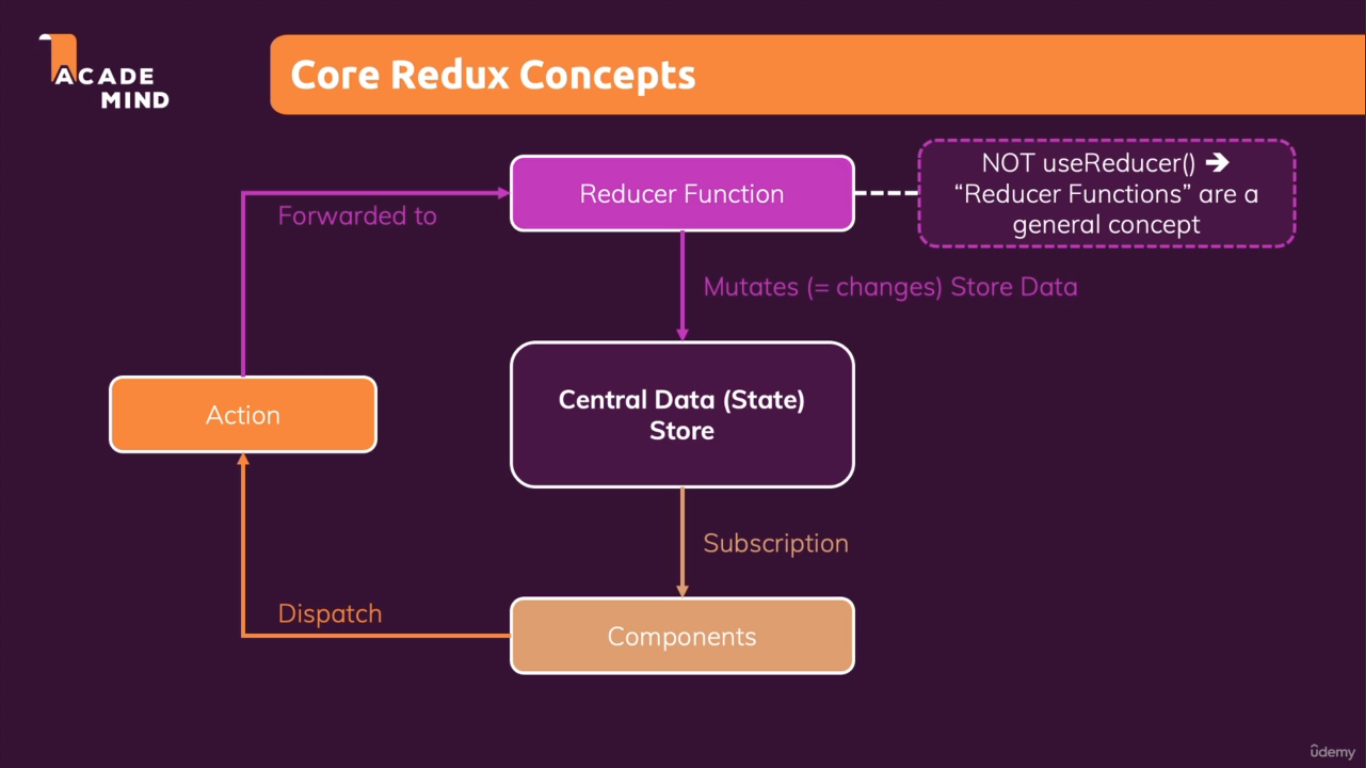 ACADE
MIND
Core Redux Concepts
Reducer Function
NOT useReducer() ➔
“Reducer Functions” are a
general concept
Forwarded to
Mutates (= changes) Store Data
Action
Central Data (State)
Store
Subscription
Dispatch
Components
ûdemy